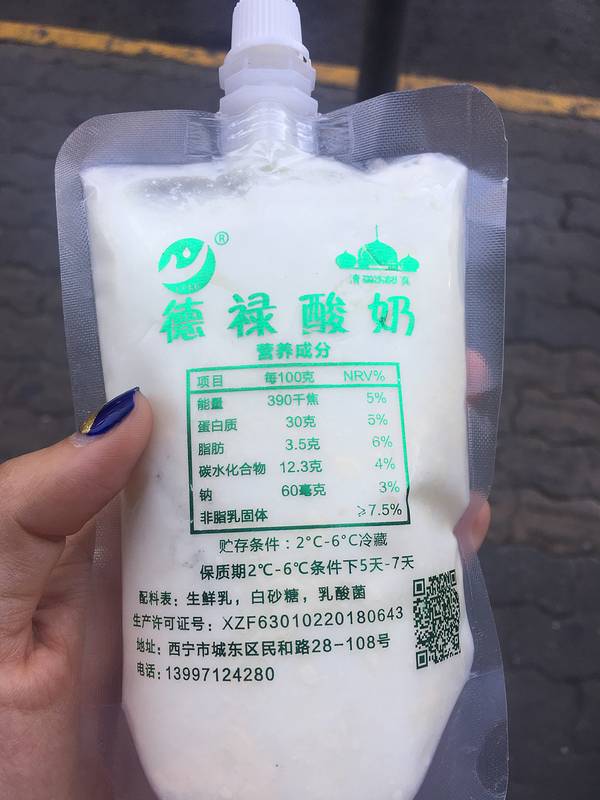 ®
德禄酸奶
营养成分
项目 每100克 NRV%
能量 390千焦 5%
蛋白质 30克 5%
脂肪 3.5克 6%
碳水化合物 12.3克 4%
钠 60毫克 3%
非脂乳固体 ⩾7.5%
贮存条件：2°C-6°C冷藏
保质期2℃-6℃条件下5天-7天
配料表：生鲜乳，白砂糖，乳酸菌
生产许可证号：XZF63010220180643
地址：西宁市城东区民和路28-108号
电话：13997124280